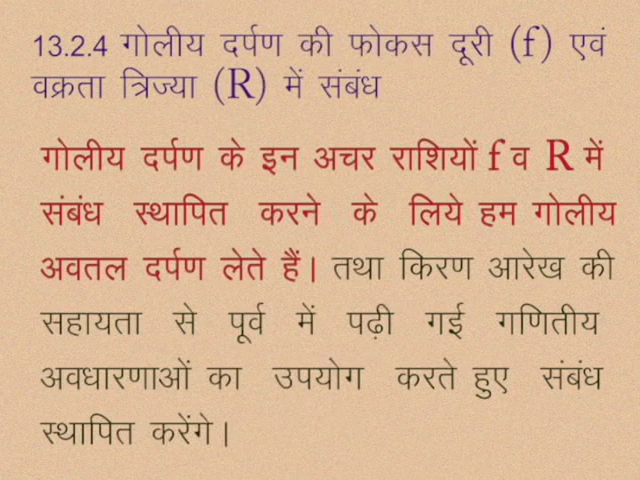 13.2.4 गोलीय दर्पण की फोकस दूरी (f) एवं
वक्रता त्रिज्या (R) में संबंध
गोलीय दर्पण के इन अचर राशियों f व R में
संबंध स्थापित करने के लिये हम गोलीय
अवतल दर्पण लेते हैं। तथा किरण आरेख की
सहायता से पूर्व में पढ़ी गई गणितीय
अवधारणाओं का उपयोग करते हुए संबंध
स्थापित करेंगे।